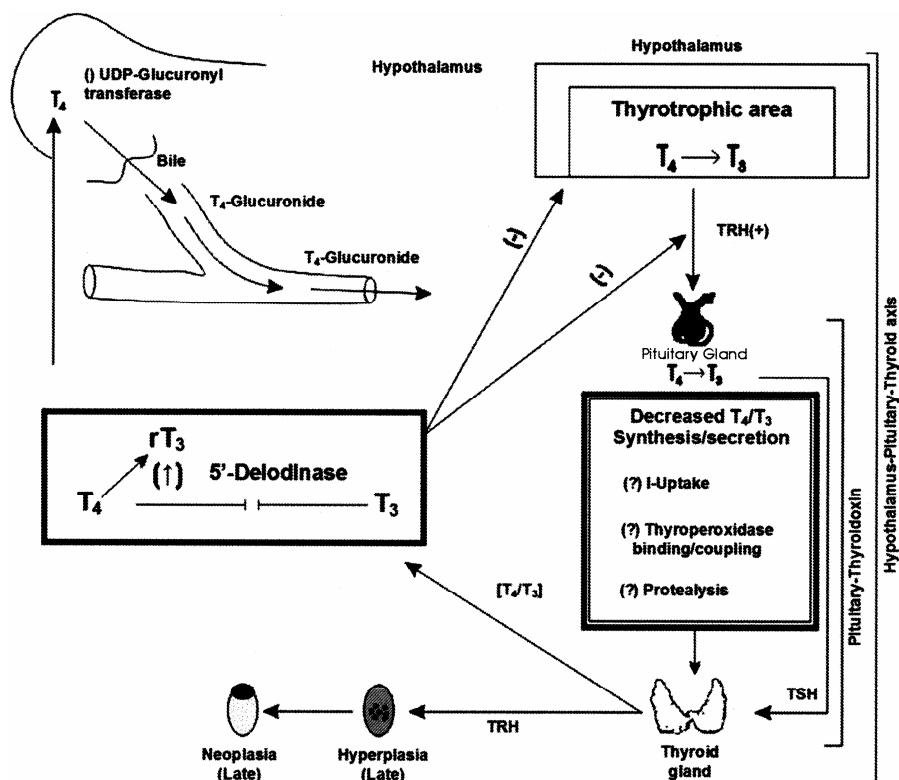 Hypothalamus
Hypothalamus
() UDP-Glucuronyl
transferase
T₄
Thyrotrophic area
T₄ → T₃
Bile
T₄-Glucuronide
T₄-Glucuronide
(-)
(-)
TRH(+)
Pituitary Gland
T₄→T₃
Decreased T₄/T₃
Synthesis/secretion
(?) I-Uptake
(?) Thyroperoxidase
binding/coupling
(?) Protealysis
rT₃
(↑) 5'-Delodinase
T₄
T₃
[T₄/T₃]
TSH
TRH
Thyroid
gland
Hyperplasia
(Late)
Neoplasia
(Late)
Pituitary-Thyroidoxin
Hypothalamus-Pituitary-Thyroid axis